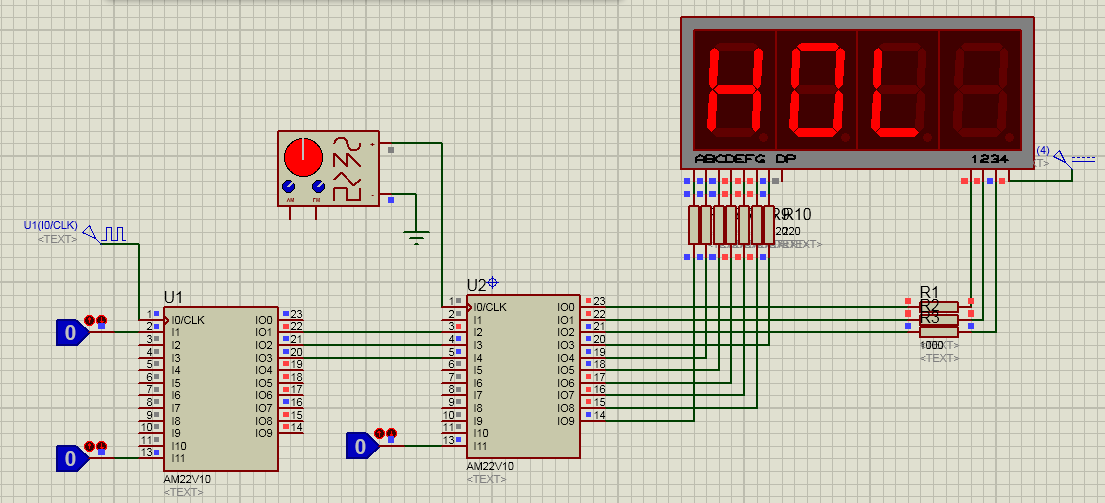 HOL
ABCDEFG DP
1234
(4)
+
-
AM
FM
U1(I0/CLK)
<TEXT>
R10
220
R1
R2
R3
1000
<TEXT>
U1
1
2
3
4
5
6
7
8
9
10
11
13
I0/CLK
I1
I2
I3
I4
I5
I6
I7
I8
I9
I10
I11
IO0
IO1
IO2
IO3
IO4
IO5
IO6
IO7
IO8
IO9
23
22
21
20
19
18
17
16
15
14
AM22V10
<TEXT>
0
0
0
U2
1
2
3
4
5
6
7
8
9
10
11
13
I0/CLK
I1
I2
I3
I4
I5
I6
I7
I8
I9
I10
I11
IO0
IO1
IO2
IO3
IO4
IO5
IO6
IO7
IO8
IO9
23
22
21
20
19
18
17
16
15
14
AM22V10
<TEXT>